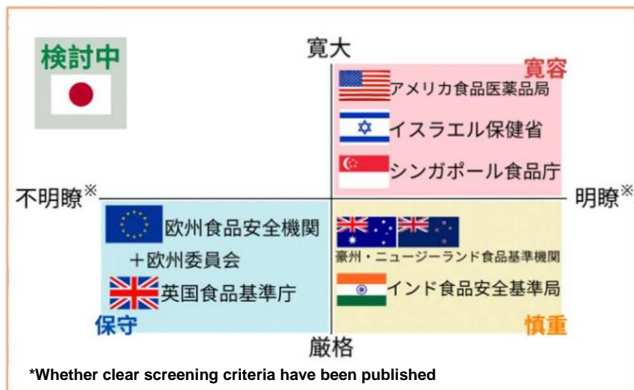 検討中
寛大
寛容
アメリカ食品医薬品局
イスラエル保健省
シンガポール食品庁
不明瞭※
明瞭※
欧州食品安全機関
＋欧州委員会
英国食品基準庁
保守
豪州・ニュージーランド食品基準機関
インド食品安全基準局
慎重
厳格
*Whether clear screening criteria have been published